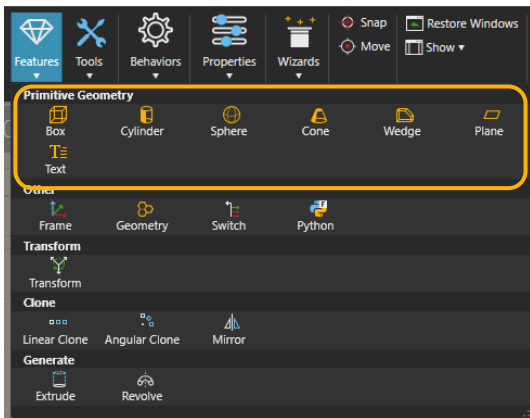 Snap
Restore Windows
Move
Show
Features Tools Behaviors Properties Wizards
Primitive Geometry
Box Cylinder Sphere Cone Wedge Plane
Text
Other
Frame Geometry Switch Python
Transform
Transform
Clone
Linear Clone Angular Clone Mirror
Generate
Extrude Revolve